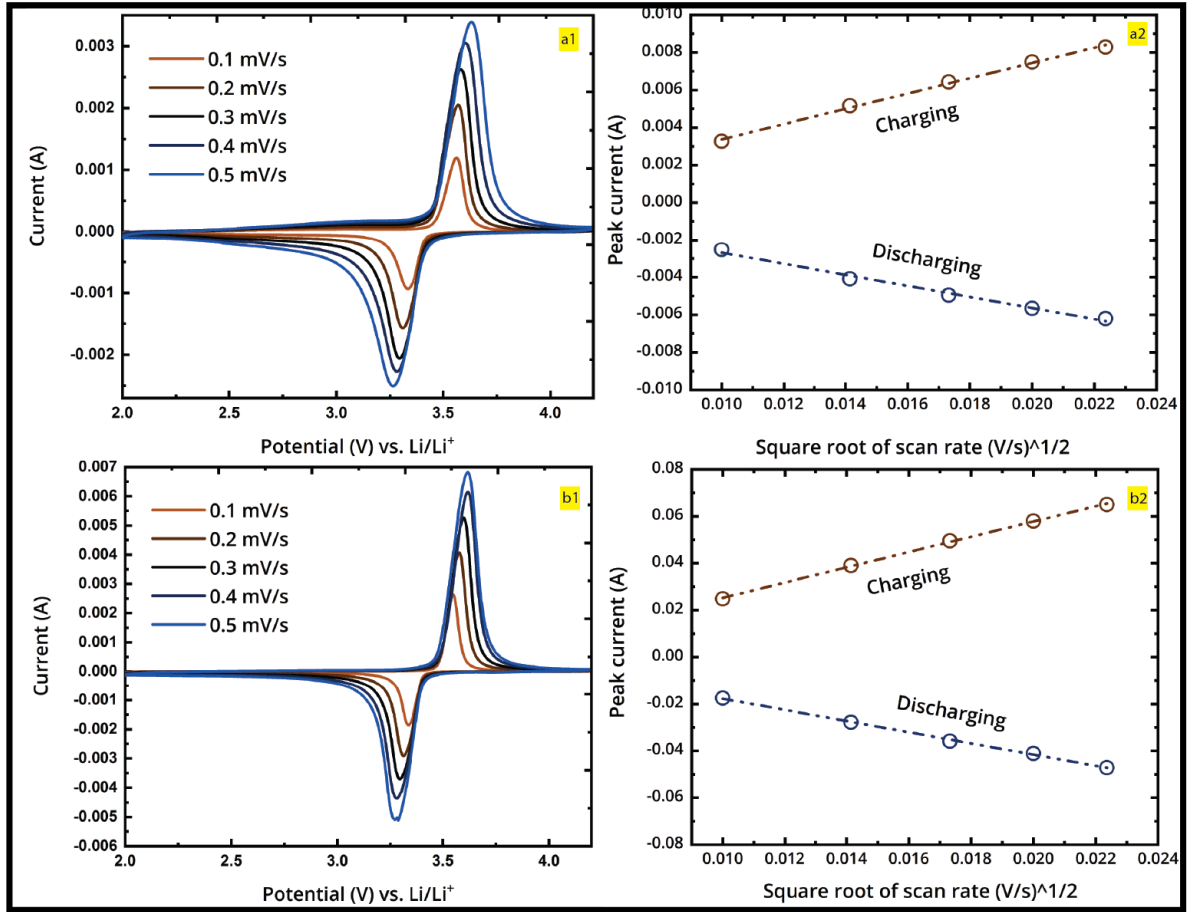 a1
0.003
0.002
0.001
0.000
-0.001
-0.002
Current (A)
0.1 mV/s
0.2 mV/s
0.3 mV/s
0.4 mV/s
0.5 mV/s
2.0 2.5 3.0 3.5 4.0
Potential (V) vs. Li/Li⁺
a2
0.010
0.008
0.006
0.004
0.002
0.000
-0.002
-0.004
-0.006
-0.008
-0.010
Peak current (A)
Charging
Discharging
0.010 0.012 0.014 0.016 0.018 0.020 0.022 0.024
Square root of scan rate (V/s)^1/2
b1
0.007
0.006
0.005
0.004
0.003
0.002
0.001
0.000
-0.001
-0.002
-0.003
-0.004
-0.005
-0.006
Current (A)
0.1 mV/s
0.2 mV/s
0.3 mV/s
0.4 mV/s
0.5 mV/s
2.0 2.5 3.0 3.5 4.0
Potential (V) vs. Li/Li⁺
b2
0.08
0.06
0.04
0.02
0.00
-0.02
-0.04
-0.06
-0.08
Peak current (A)
Charging
Discharging
0.010 0.012 0.014 0.016 0.018 0.020 0.022 0.024
Square root of scan rate (V/s)^1/2